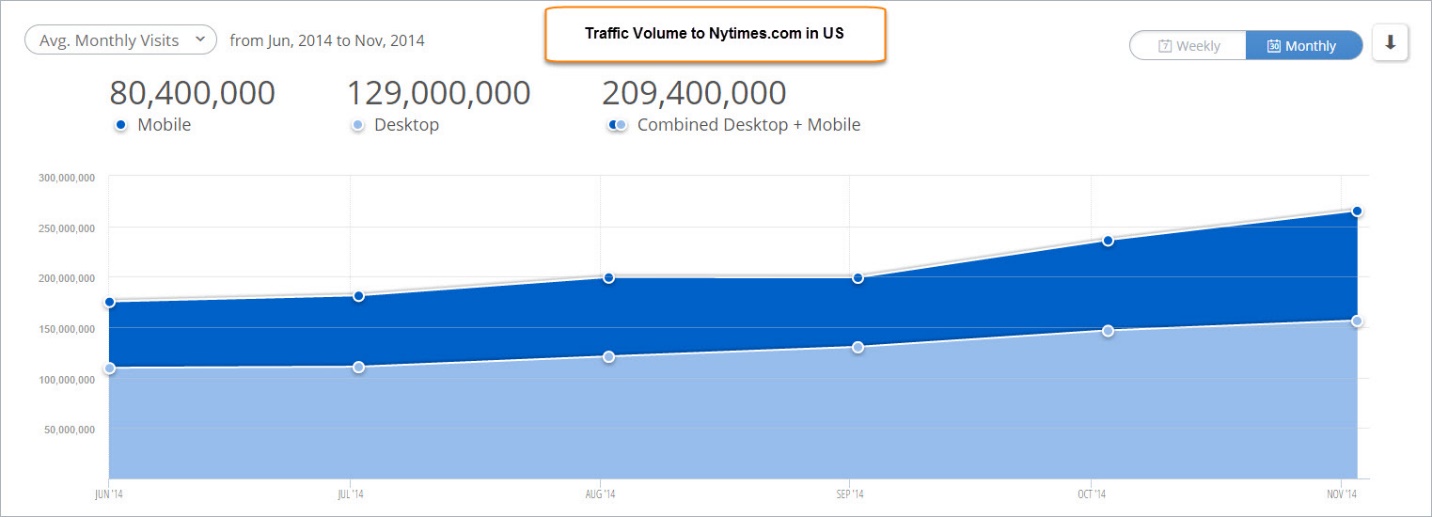 Traffic Volume to Nytimes.com in US
Avg. Monthly Visits from Jun, 2014 to Nov, 2014
7 Weekly 30 Monthly
80,400,000 129,000,000 209,400,000
Mobile Desktop Combined Desktop + Mobile
300,000,000
250,000,000
200,000,000
150,000,000
100,000,000
50,000,000
JUN '14 JUL '14 AUG '14 SEP '14 OCT '14 NOV '14